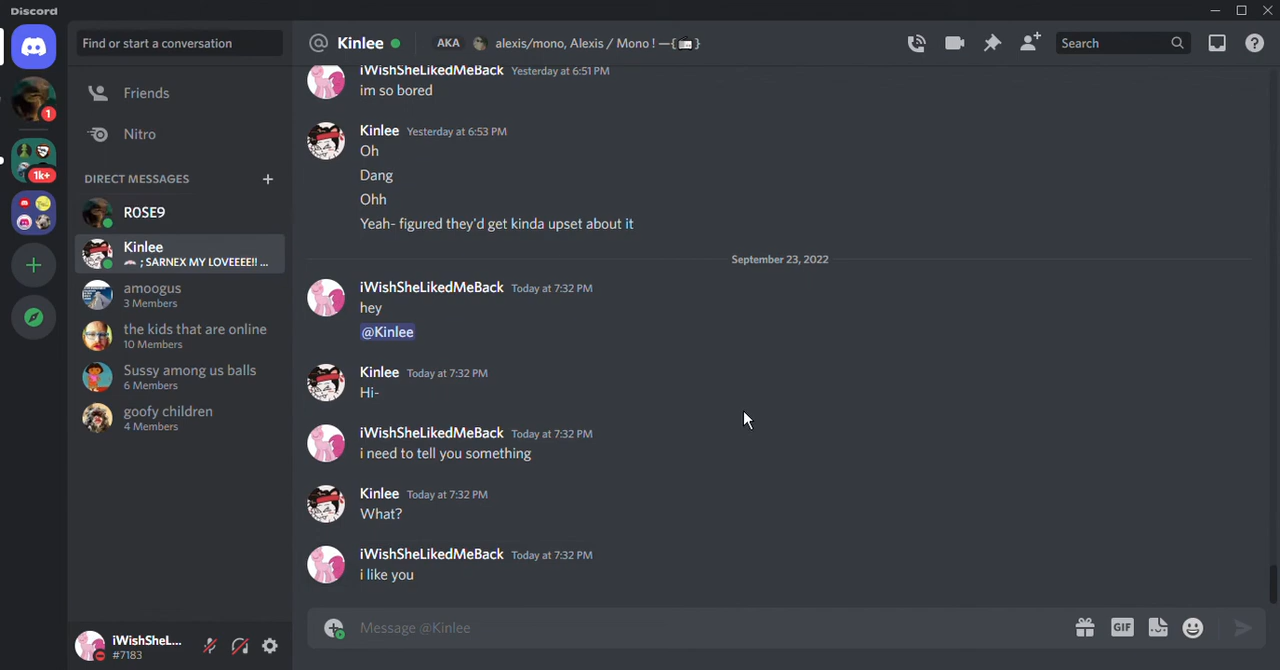 Discord
Find or start a conversation
@ Kinlee AKA alexis/mono, Alexis / Mono ! —{📻}
Search
Friends
Nitro
DIRECT MESSAGES
ROSE9
Kinlee
; SARNEX MY LOVEEEE!! ...
amoogus
3 Members
the kids that are online
10 Members
Sussy among us balls
6 Members
goofy children
4 Members
1
1k+
iWishSheLikedMeBack Yesterday at 6:51 PM
im so bored
Kinlee Yesterday at 6:53 PM
Oh
Dang
Ohh
Yeah- figured they'd get kinda upset about it
September 23, 2022
iWishSheLikedMeBack Today at 7:32 PM
hey
@Kinlee
Kinlee Today at 7:32 PM
Hi-
iWishSheLikedMeBack Today at 7:32 PM
i need to tell you something
Kinlee Today at 7:32 PM
What?
iWishSheLikedMeBack Today at 7:32 PM
i like you
Message @Kinlee
GIF
iWishSheL...
#7183